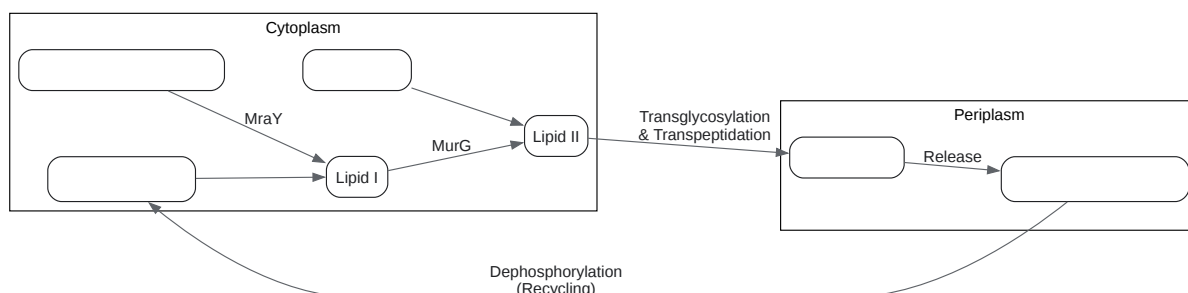 Cytoplasm
MraY
Lipid I
MurG
Lipid II
Transglycosylation
& Transpeptidation
Periplasm
Release
Dephosphorylation
(Recycling)